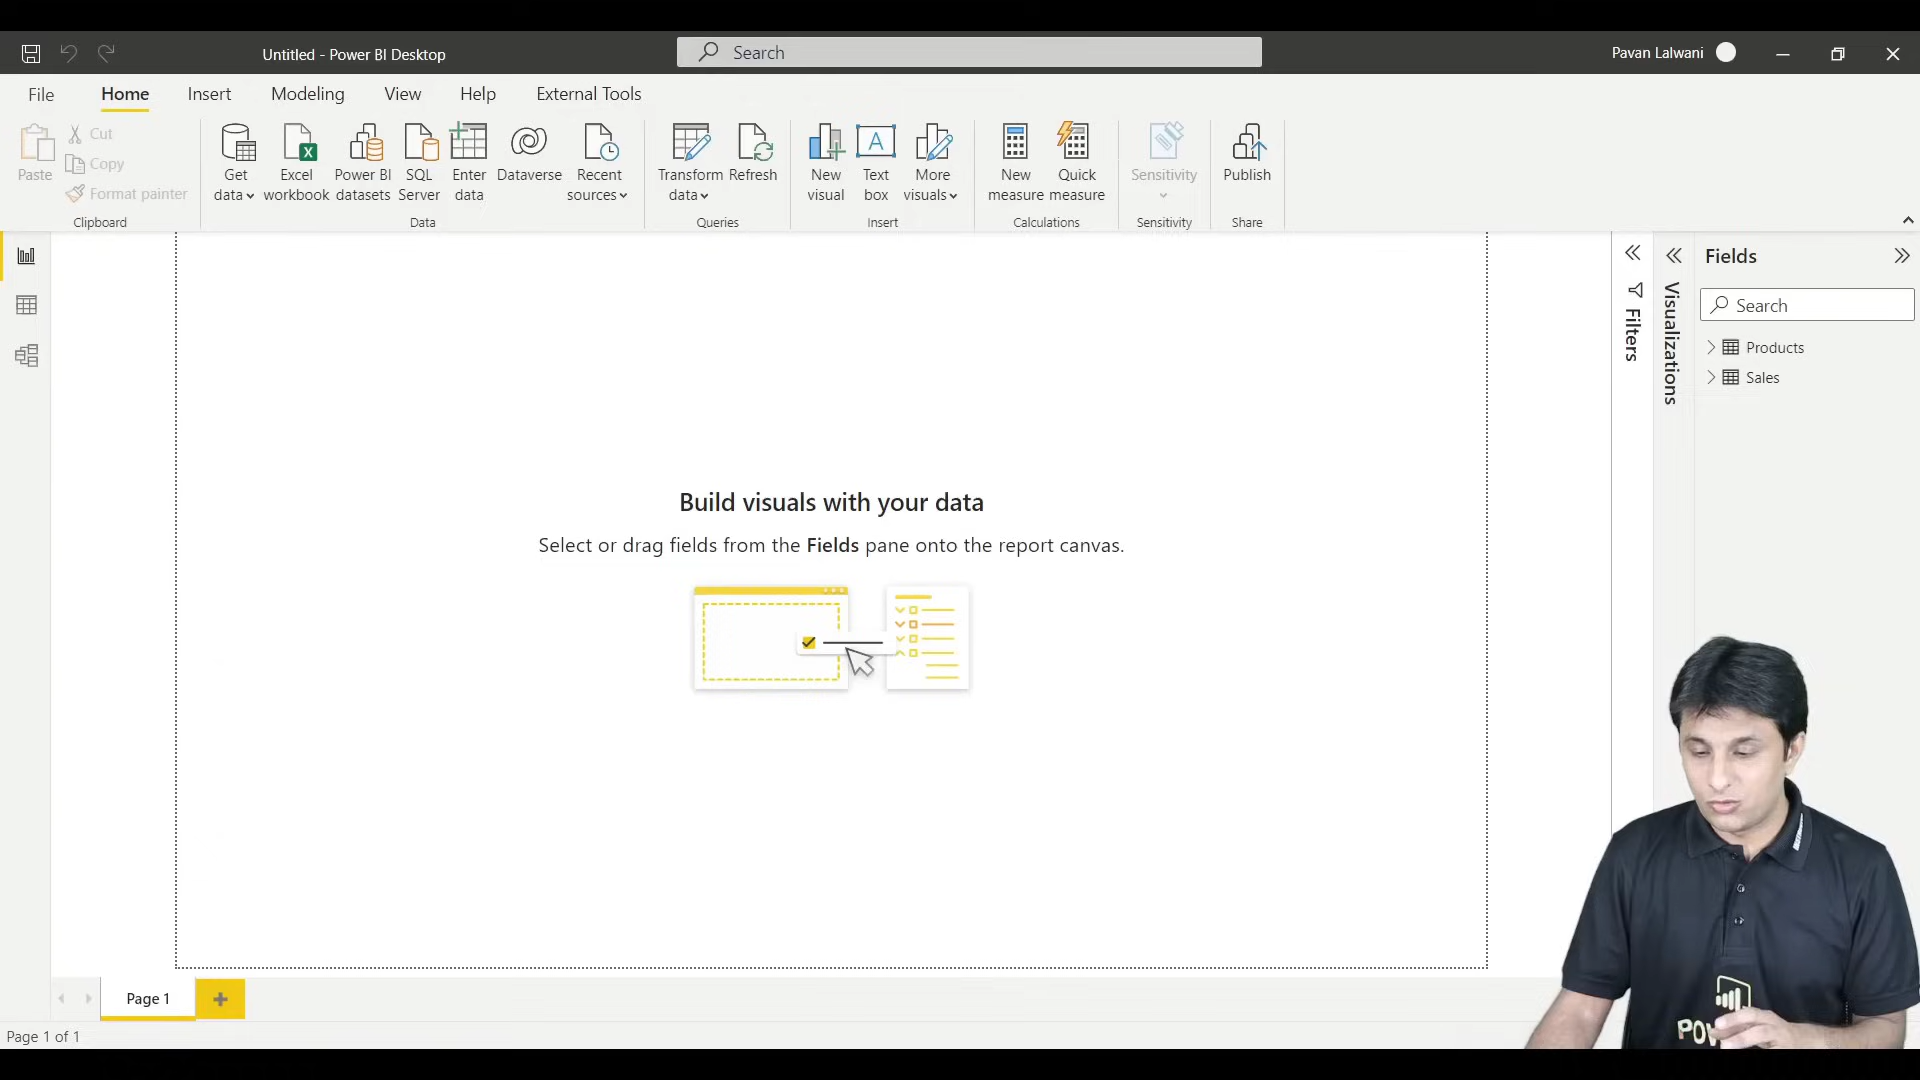 Untitled - Power BI Desktop
Search
Pavan Lalwani
File
Home
Insert
Modeling
View
Help
External Tools
Paste
Cut
Copy
Format painter
Clipboard
Get data
Excel workbook
Power BI datasets
SQL Server
Enter data
Dataverse
Recent sources
Data
Transform data
Refresh
Queries
New visual
Text box
More visuals
Insert
New measure
Quick measure
Calculations
Sensitivity
Sensitivity
Publish
Share
Filters
Visualizations
Fields
Search
Products
Sales
Build visuals with your data
Select or drag fields from the Fields pane onto the report canvas.
Page 1
Page 1 of 1